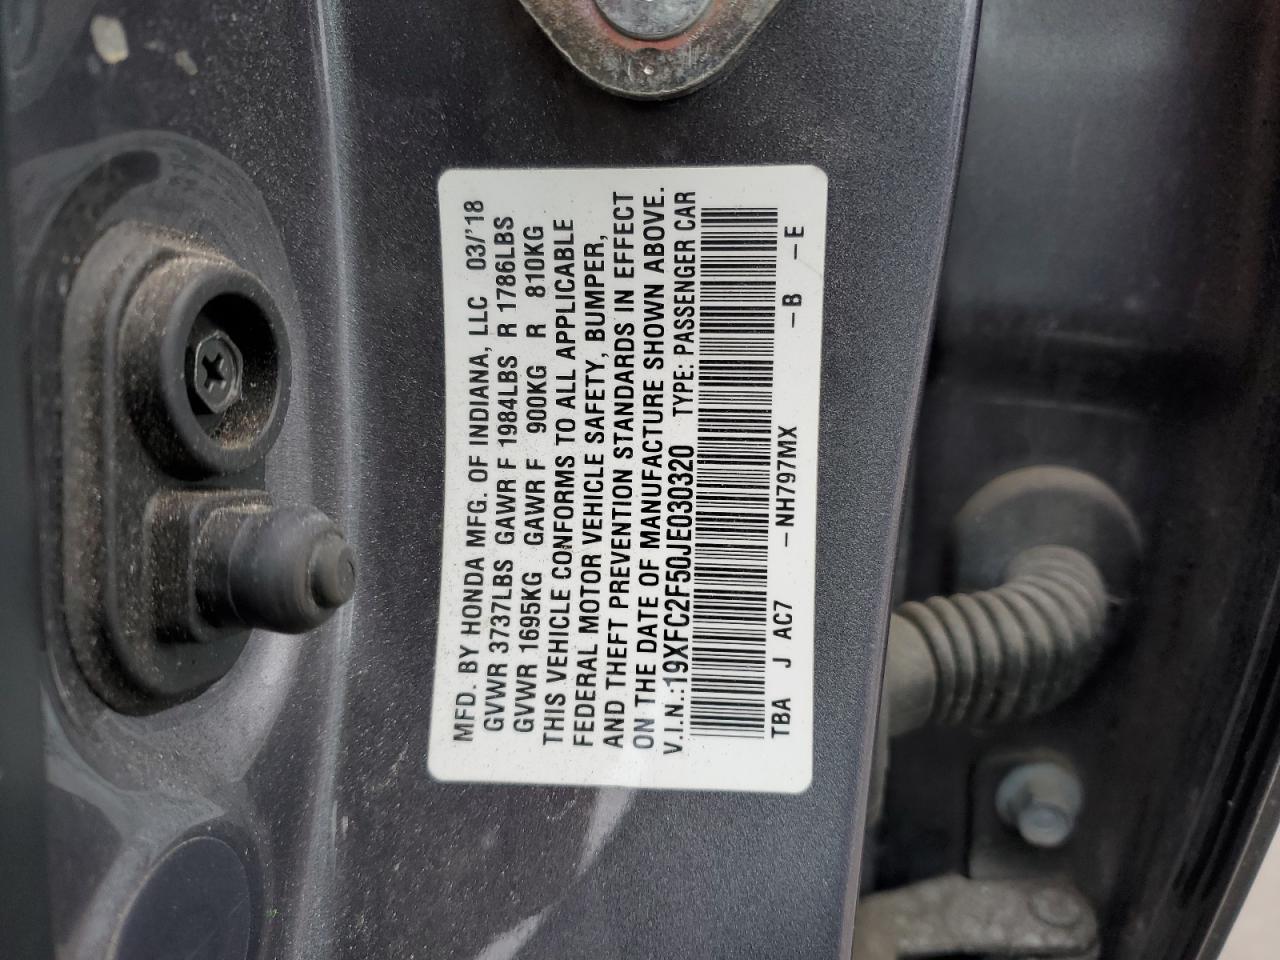 MFD. BY HONDA MFG. OF INDIANA, LLC 03/'18
GVWR 3737LBS GAWR F 1984LBS R 1786LBS
GVWR 1695KG GAWR F 900KG R 810KG
THIS VEHICLE CONFORMS TO ALL APPLICABLE
FEDERAL MOTOR VEHICLE SAFETY, BUMPER,
AND THEFT PREVENTION STANDARDS IN EFFECT
ON THE DATE OF MANUFACTURE SHOWN ABOVE.
V.I.N.:19XFC2F50JE030320 TYPE: PASSENGER CAR
TBA J AC7 -NH797MX -B -E